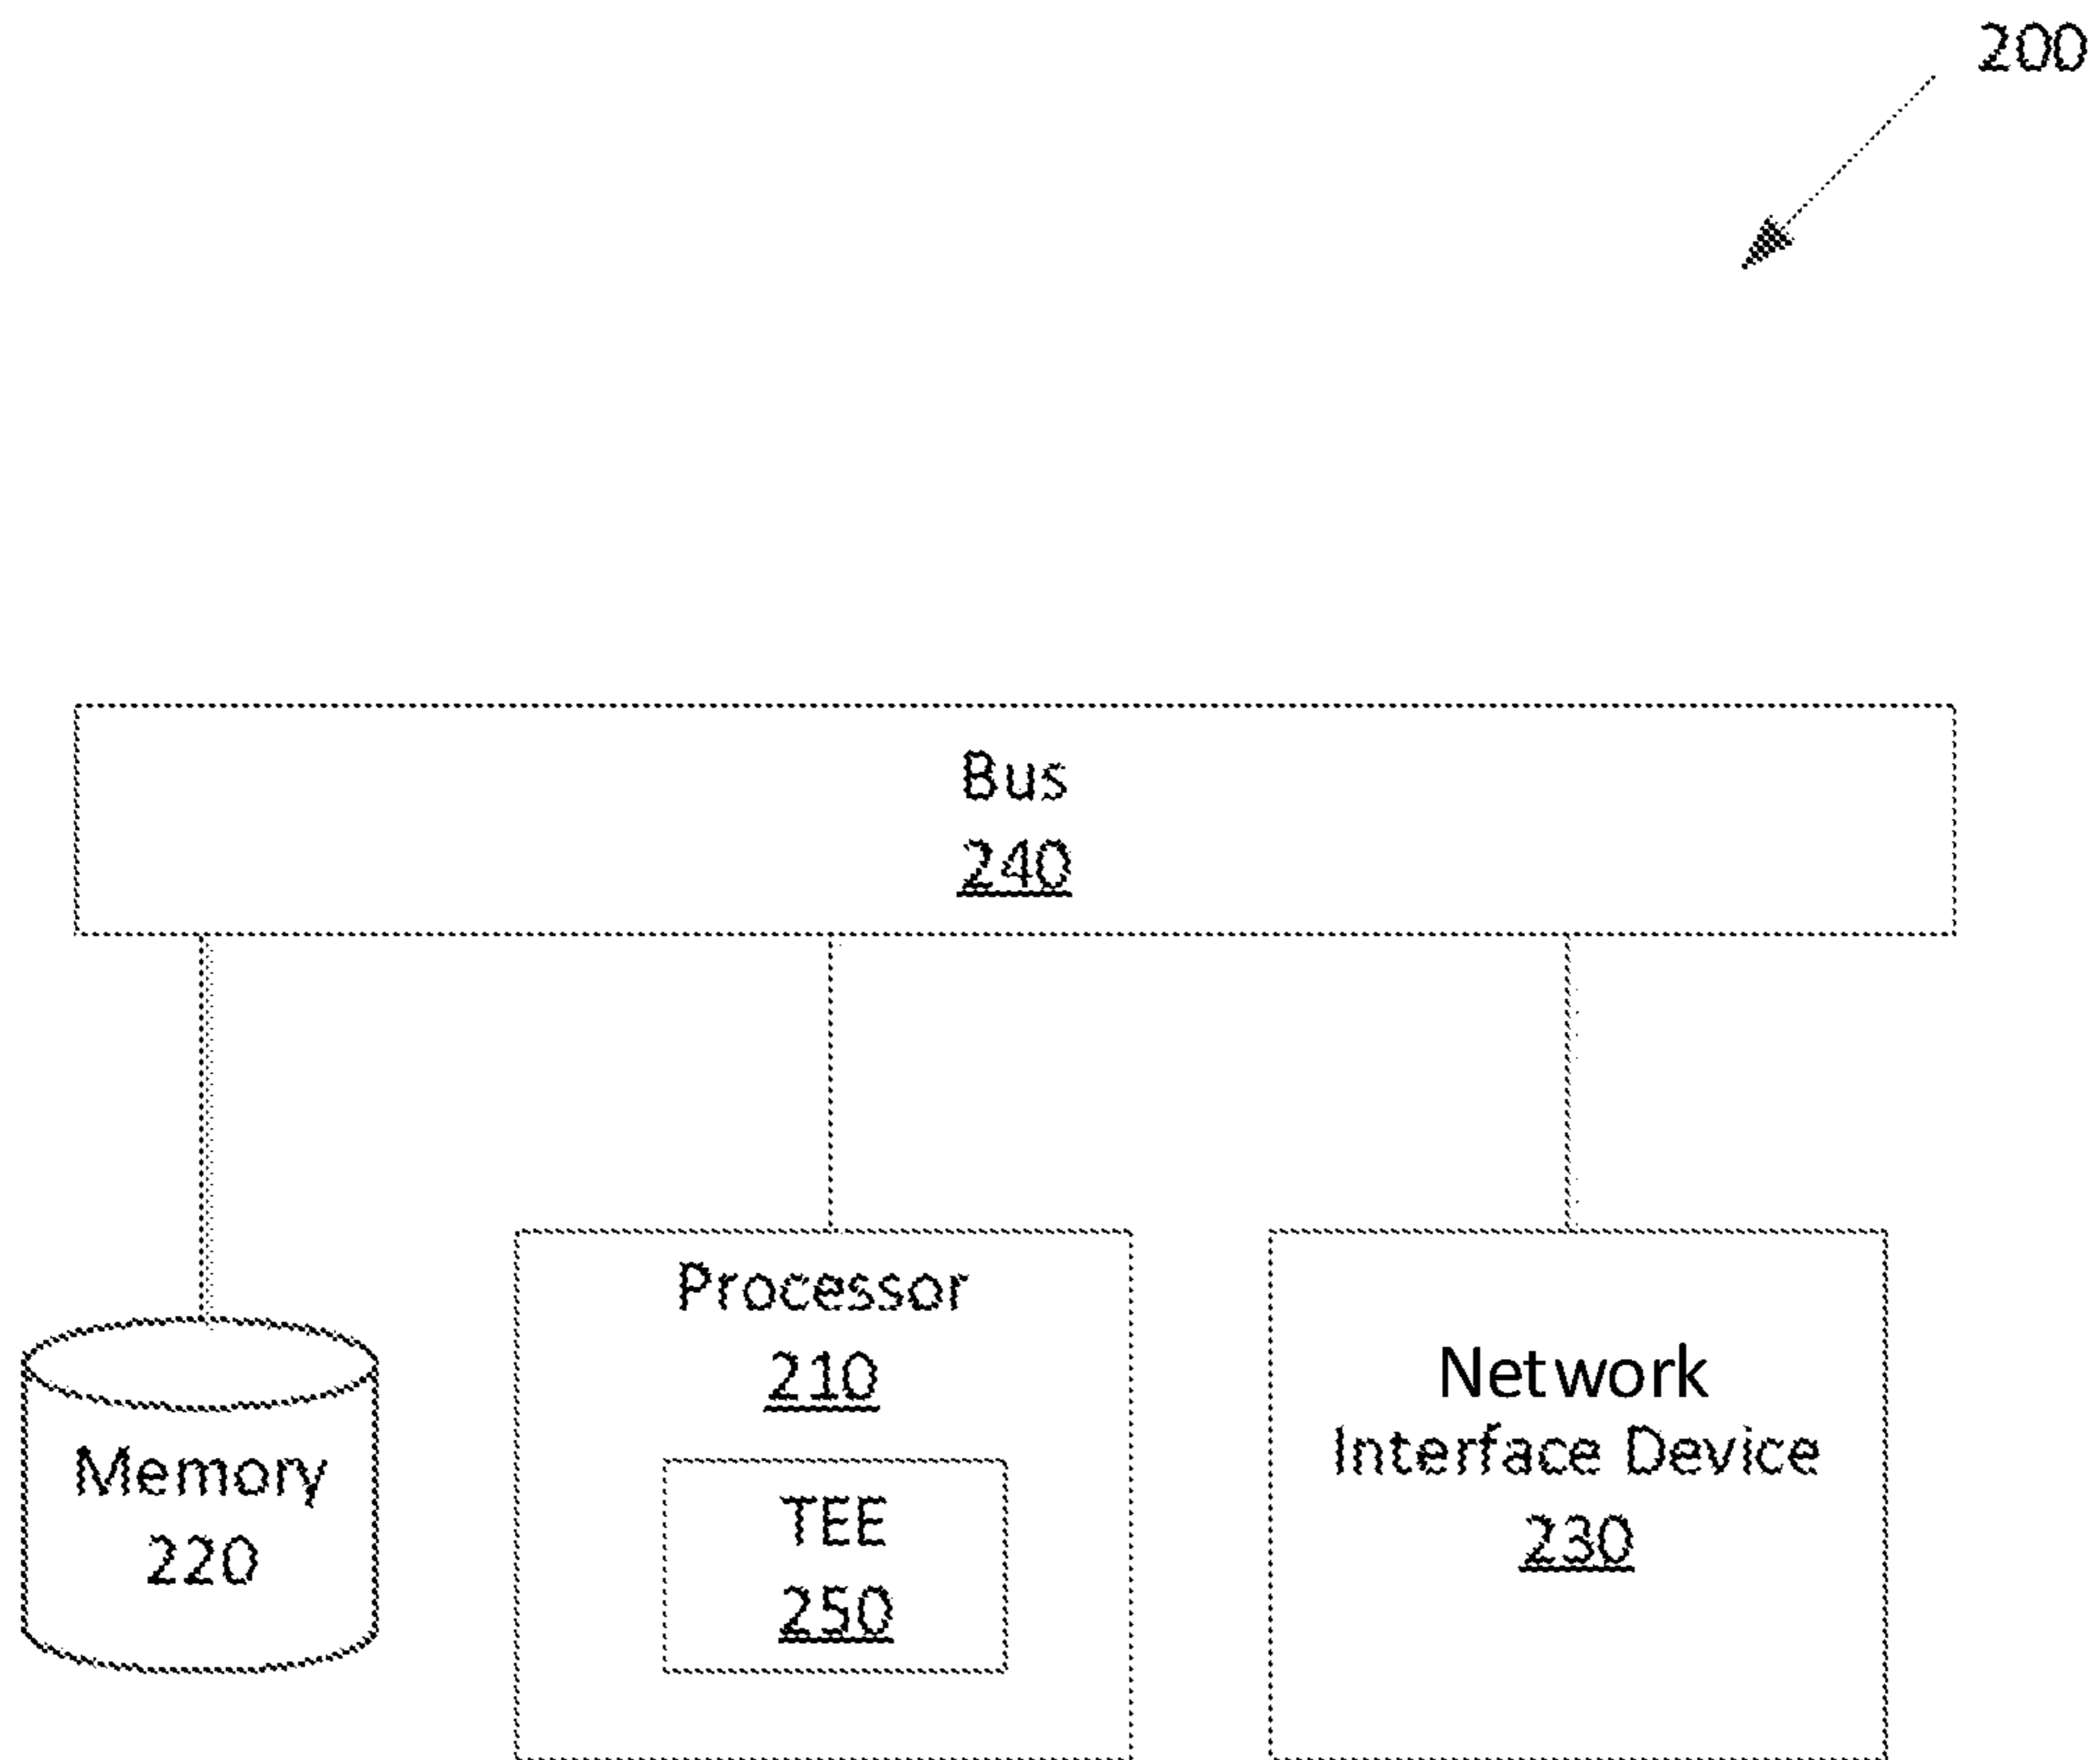 200
Bus
240
Processor
210
Network
Interface Device
230
Memory
220
TEE
250